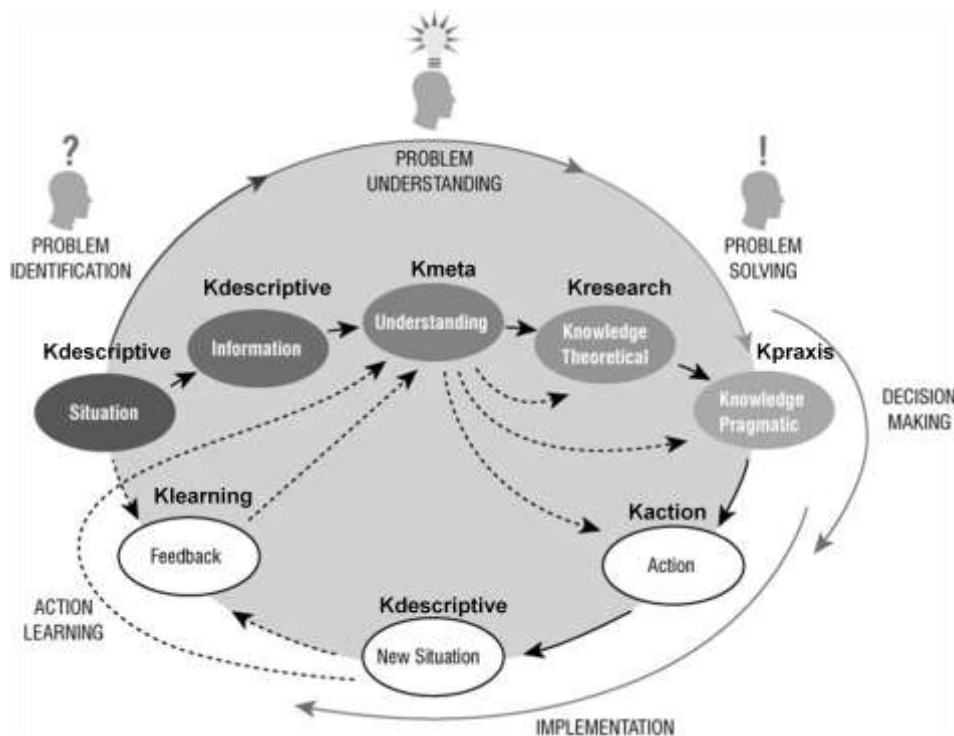 ?
!
PROBLEM
UNDERSTANDING
PROBLEM
IDENTIFICATION
PROBLEM
SOLVING
Kmeta
Kdescriptive
Kresearch
Understanding
Information
Knowledge
Theoretical
Kdescriptive
Kpraxis
Situation
Knowledge
Pragmatic
DECISION
MAKING
Klearning
Kaction
Feedback
Action
ACTION
LEARNING
Kdescriptive
New Situation
IMPLEMENTATION